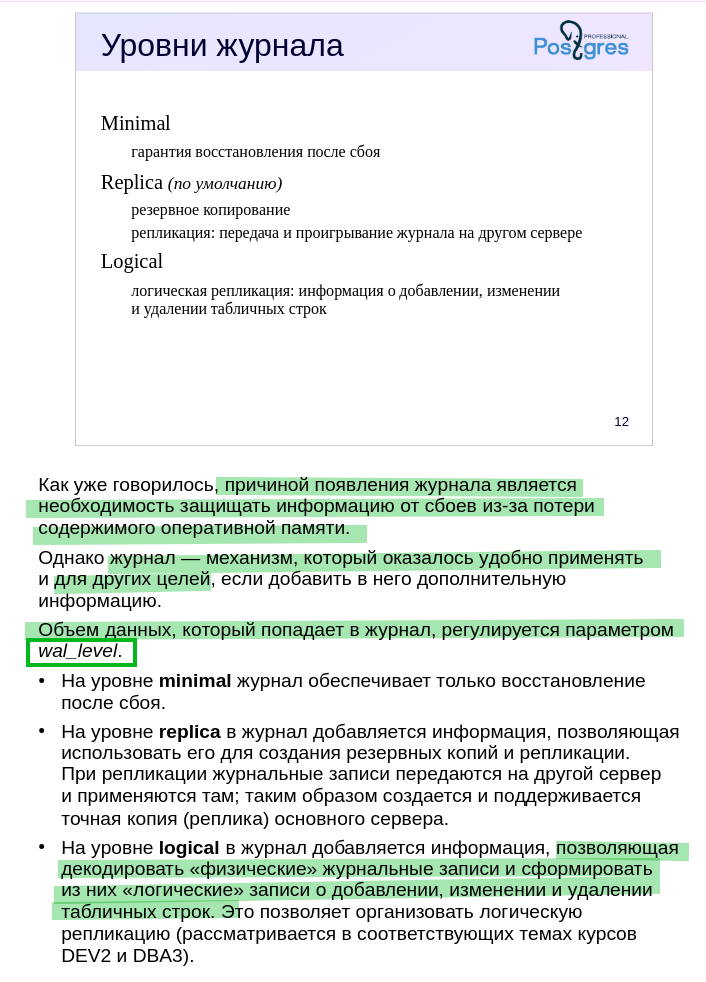 Уровни журнала
PROFESSIONAL
Postgres
Minimal
гарантия восстановления после сбоя
Replica (по умолчанию)
резервное копирование
репликация: передача и проигрывание журнала на другом сервере
Logical
логическая репликация: информация о добавлении, изменении
и удалении табличных строк
12
Как уже говорилось, причиной появления журнала является
необходимость защищать информацию от сбоев из-за потери
содержимого оперативной памяти.
Однако журнал — механизм, который оказалось удобно применять
и для других целей, если добавить в него дополнительную
информацию.
Объем данных, который попадает в журнал, регулируется параметром
wal_level.
• На уровне minimal журнал обеспечивает только восстановление
после сбоя.
• На уровне replica в журнал добавляется информация, позволяющая
использовать его для создания резервных копий и репликации.
При репликации журнальные записи передаются на другой сервер
и применяются там; таким образом создается и поддерживается
точная копия (реплика) основного сервера.
• На уровне logical в журнал добавляется информация, позволяющая
декодировать «физические» журнальные записи и сформировать
из них «логические» записи о добавлении, изменении и удалении
табличных строк. Это позволяет организовать логическую
репликацию (рассматривается в соответствующих темах курсов
DEV2 и DBA3).